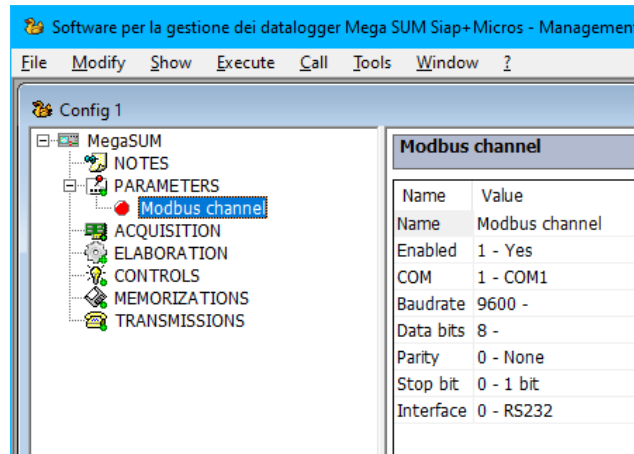 Software per la gestione dei datalogger Mega SUM Siap+Micros - Management
File Modify Show Execute Call Tools Window ?
Config 1
MegaSUM
NOTES
PARAMETERS
Modbus channel
ACQUISITION
ELABORATION
CONTROLS
MEMORIZATIONS
TRANSMISSIONS
Modbus channel
Name Value
Name Modbus channel
Enabled 1 - Yes
COM 1 - COM1
Baudrate 9600 -
Data bits 8 -
Parity 0 - None
Stop bit 0 - 1 bit
Interface 0 - RS232